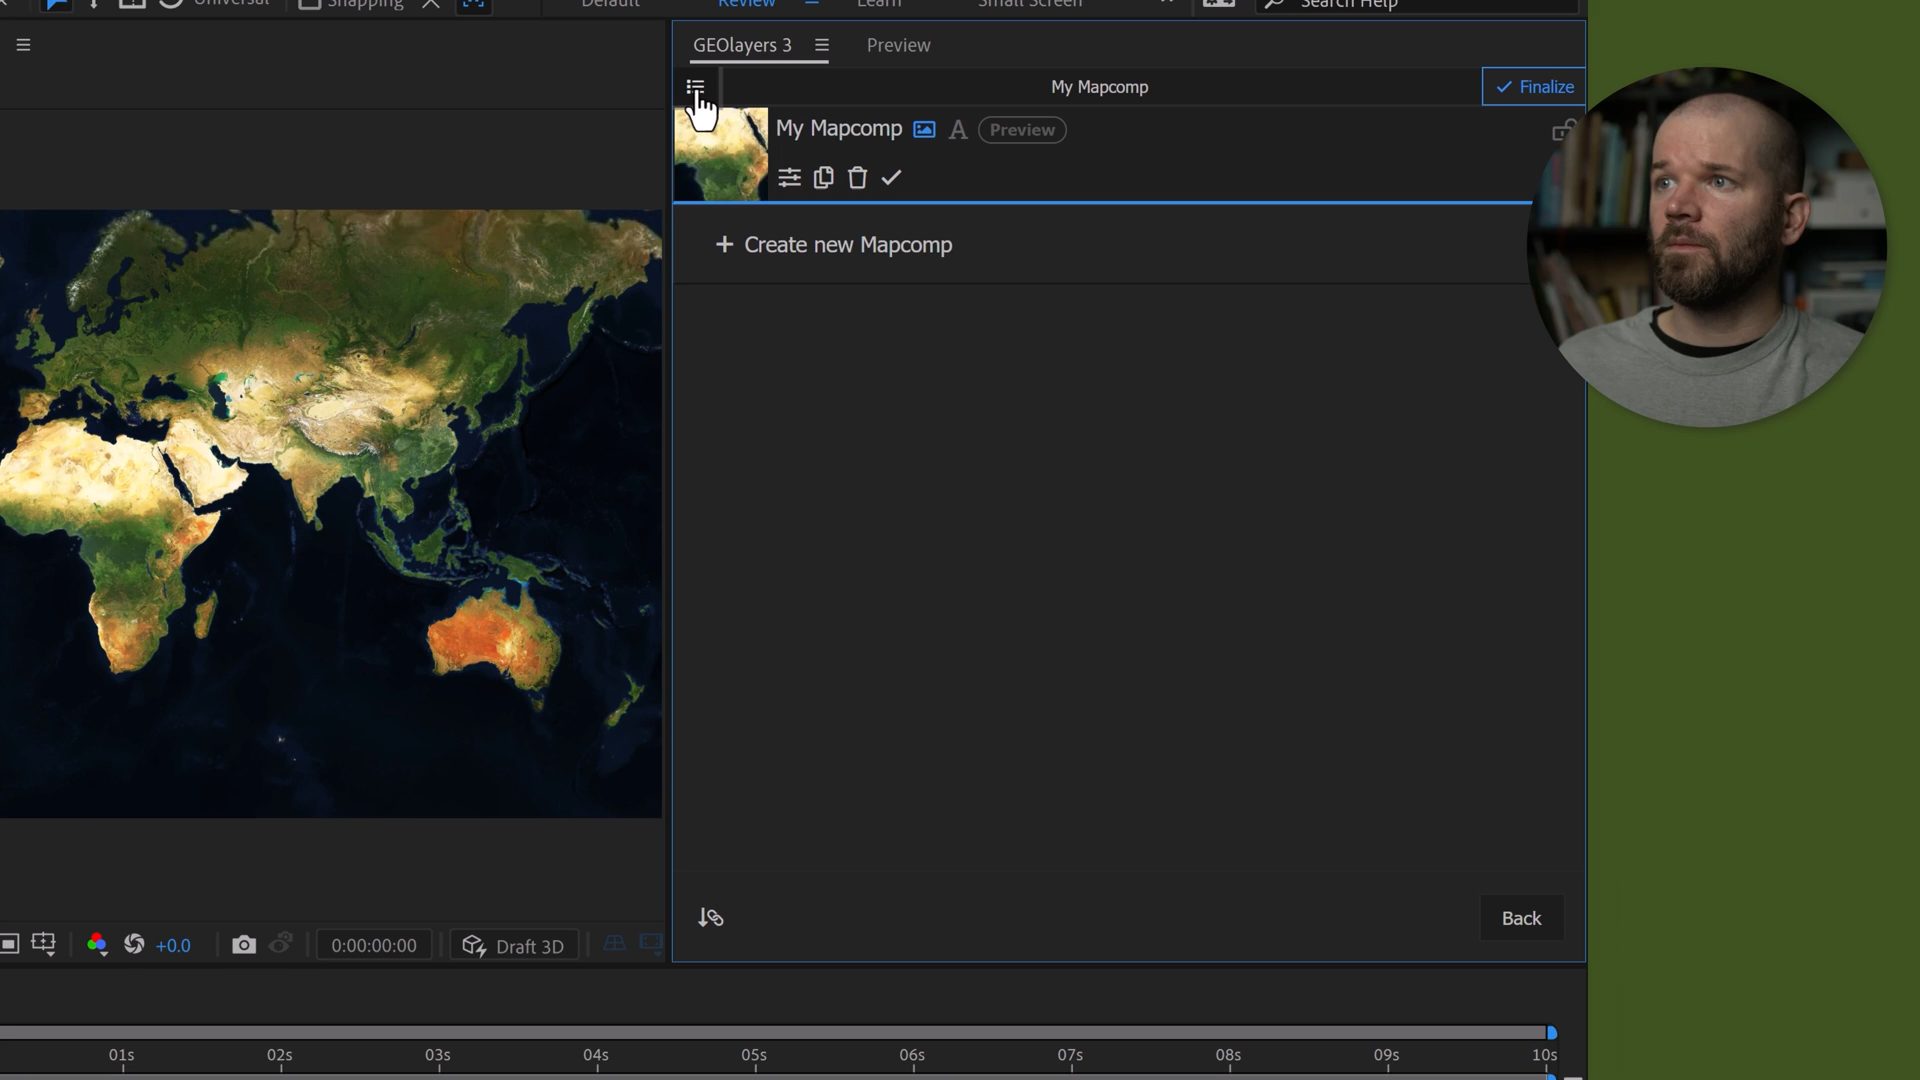 Universal
Snapping
Default
Review
Learn
Small Screen
Search Help
GEOlayers 3
Preview
My Mapcomp
Finalize
My Mapcomp
A
Preview
+ Create new Mapcomp
Back
+0.0
0:00:00:00
Draft 3D
01s
02s
03s
04s
05s
06s
07s
08s
09s
10s